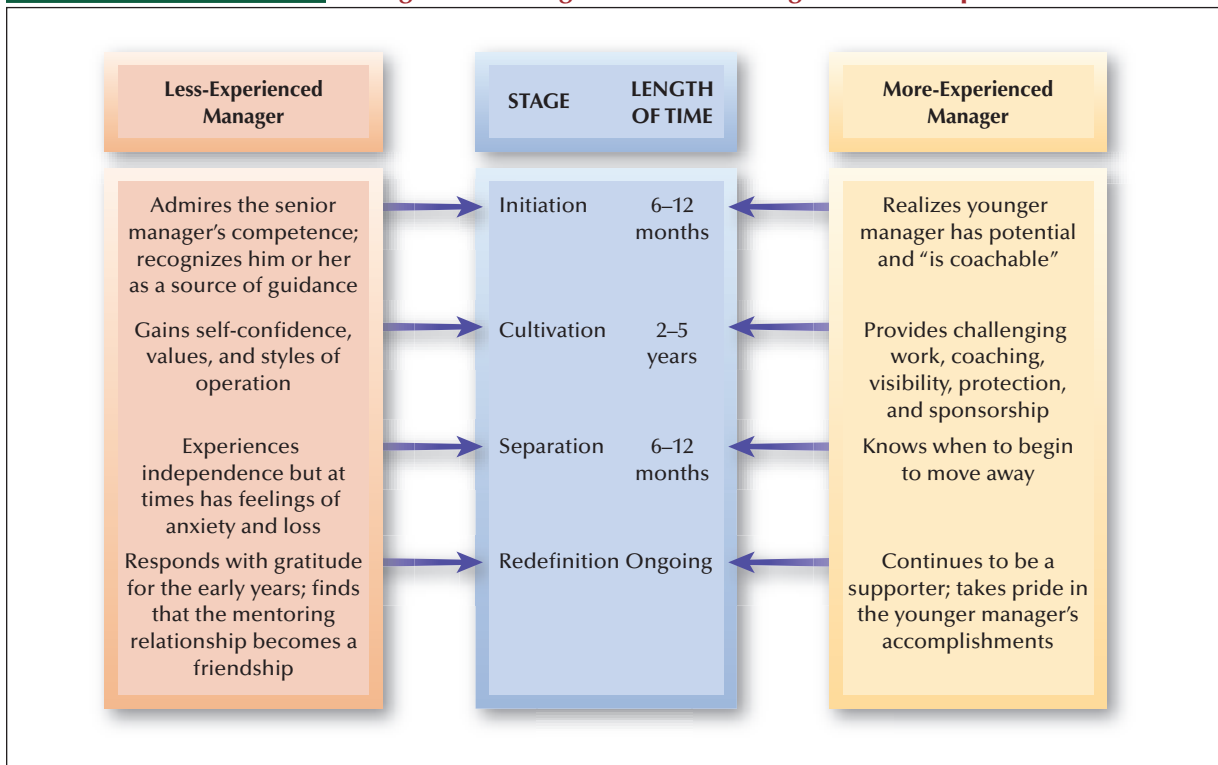 Less-Experienced
Manager
STAGE
LENGTH
OF TIME
More-Experienced
Manager
Admires the senior
manager's competence;
recognizes him or her
as a source of guidance
Initiation
6–12
months
Realizes younger
manager has potential
and "is coachable"
Gains self-confidence,
values, and styles of
operation
Cultivation
2–5
years
Provides challenging
work, coaching,
visibility, protection,
and sponsorship
Experiences
independence but at
times has feelings of
anxiety and loss
Separation
6–12
months
Knows when to begin
to move away
Responds with gratitude
for the early years; finds
that the mentoring
relationship becomes a
friendship
Redefinition Ongoing
Continues to be a
supporter; takes pride in
the younger manager's
accomplishments